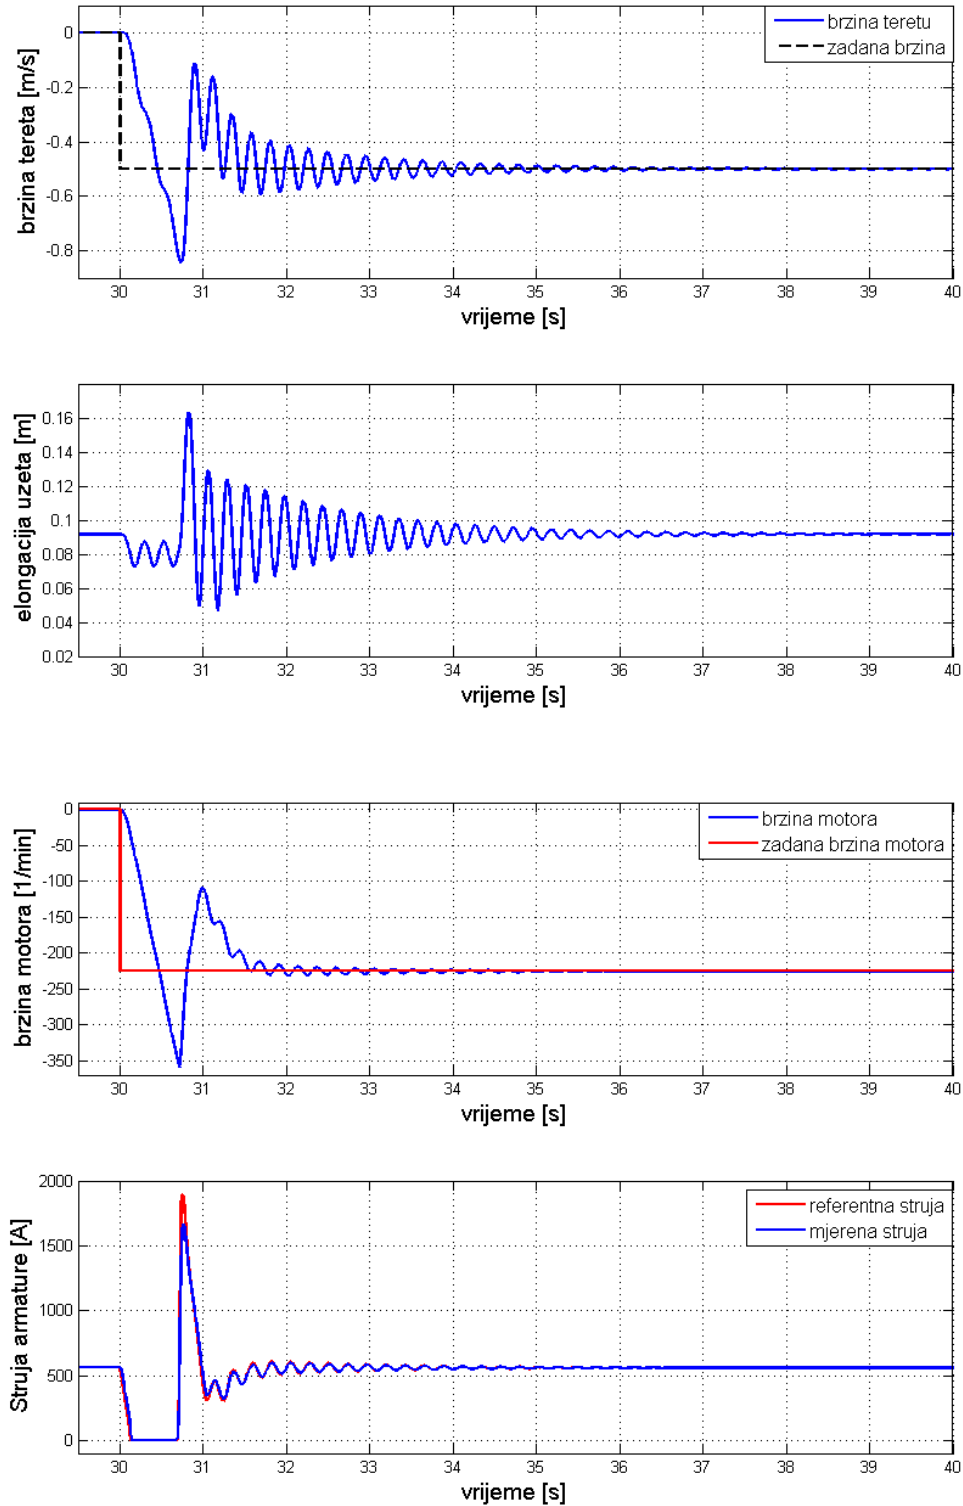 brzina teretu
zadana brzina
brzina tereta [m/s]
0
-0.2
-0.4
-0.6
-0.8
30 31 32 33 34 35 36 37 38 39 40
vrijeme [s]
elongacija uzeta [m]
0.16
0.14
0.12
0.1
0.08
0.06
0.04
0.02
30 31 32 33 34 35 36 37 38 39 40
vrijeme [s]
brzina motora
zadana brzina motora
brzina motora [1/min]
0
-50
-100
-150
-200
-250
-300
-350
30 31 32 33 34 35 36 37 38 39 40
vrijeme [s]
referentna struja
mjerena struja
Struja armature [A]
2000
1500
1000
500
0
30 31 32 33 34 35 36 37 38 39 40
vrijeme [s]